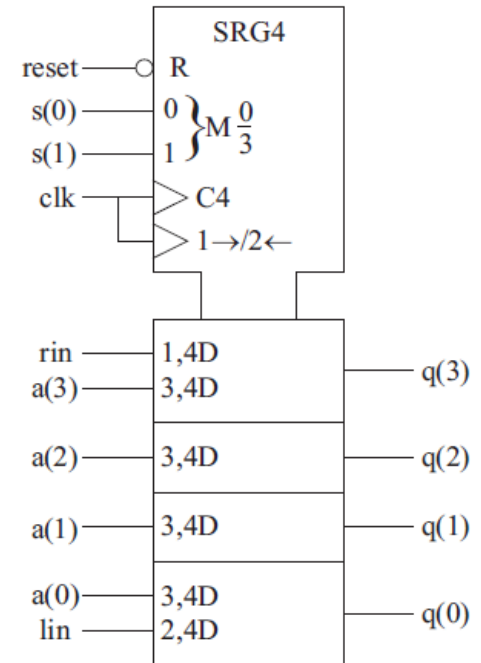 SRG4
reset R
s(0) 0
M 0/3
s(1) 1
clk C4
1→/2←
rin 1,4D
q(3)
a(3) 3,4D
a(2) 3,4D q(2)
a(1) 3,4D q(1)
a(0) 3,4D
q(0)
lin 2,4D